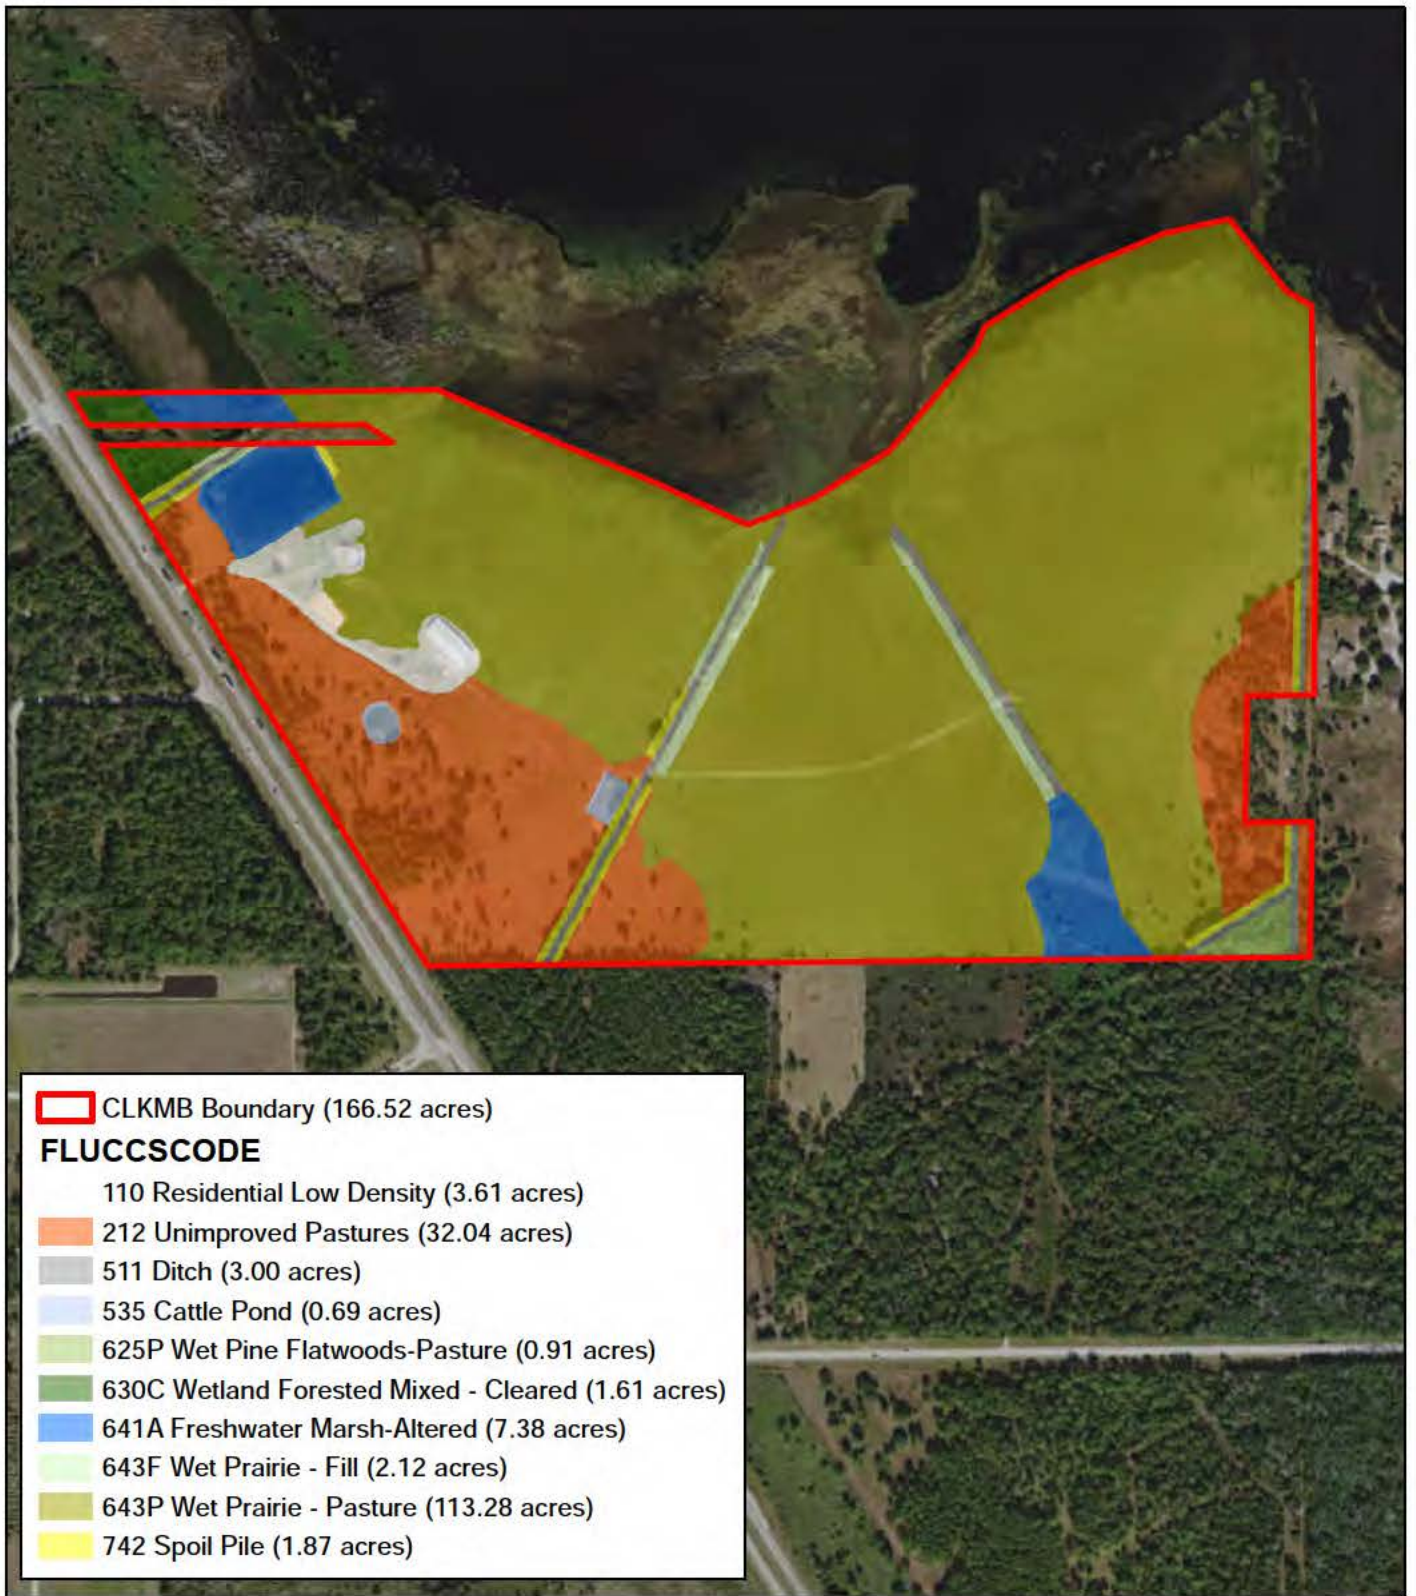 CLKMB Boundary (166.52 acres)
FLUCCSCODE
110 Residential Low Density (3.61 acres)
212 Unimproved Pastures (32.04 acres)
511 Ditch (3.00 acres)
535 Cattle Pond (0.69 acres)
625P Wet Pine Flatwoods-Pasture (0.91 acres)
630C Wetland Forested Mixed - Cleared (1.61 acres)
641A Freshwater Marsh-Altered (7.38 acres)
643F Wet Prairie - Fill (2.12 acres)
643P Wet Prairie - Pasture (113.28 acres)
742 Spoil Pile (1.87 acres)